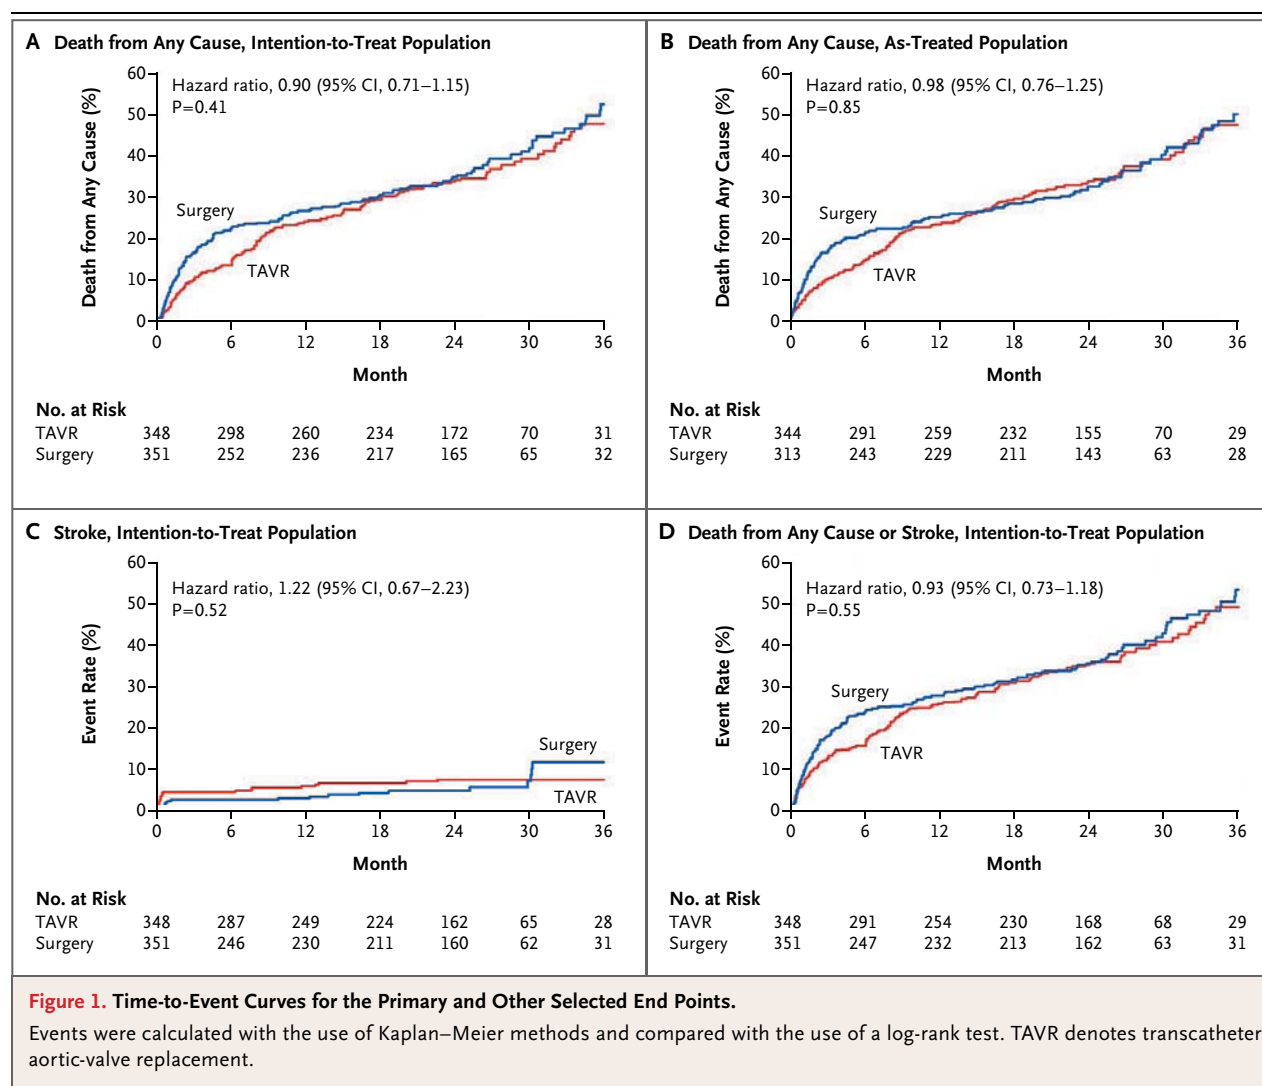 A Death from Any Cause, Intention-to-Treat Population
Death from Any Cause (%)
60
50
40
30
20
10
0
Hazard ratio, 0.90 (95% CI, 0.71–1.15)
P=0.41
Surgery
TAVR
0 6 12 18 24 30 36
Month
No. at Risk
TAVR 348 298 260 234 172 70 31
Surgery 351 252 236 217 165 65 32
B Death from Any Cause, As-Treated Population
Death from Any Cause (%)
60
50
40
30
20
10
0
Hazard ratio, 0.98 (95% CI, 0.76–1.25)
P=0.85
Surgery
TAVR
0 6 12 18 24 30 36
Month
No. at Risk
TAVR 344 291 259 232 155 70 29
Surgery 313 243 229 211 143 63 28
C Stroke, Intention-to-Treat Population
Event Rate (%)
60
50
40
30
20
10
0
Hazard ratio, 1.22 (95% CI, 0.67–2.23)
P=0.52
Surgery
TAVR
0 6 12 18 24 30 36
Month
No. at Risk
TAVR 348 287 249 224 162 65 28
Surgery 351 246 230 211 160 62 31
D Death from Any Cause or Stroke, Intention-to-Treat Population
Event Rate (%)
60
50
40
30
20
10
0
Hazard ratio, 0.93 (95% CI, 0.73–1.18)
P=0.55
Surgery
TAVR
0 6 12 18 24 30 36
Month
No. at Risk
TAVR 348 291 254 230 168 68 29
Surgery 351 247 232 213 162 63 31
Figure 1. Time-to-Event Curves for the Primary and Other Selected End Points.
Events were calculated with the use of Kaplan–Meier methods and compared with the use of a log-rank test. TAVR denotes transcatheter
aortic-valve replacement.